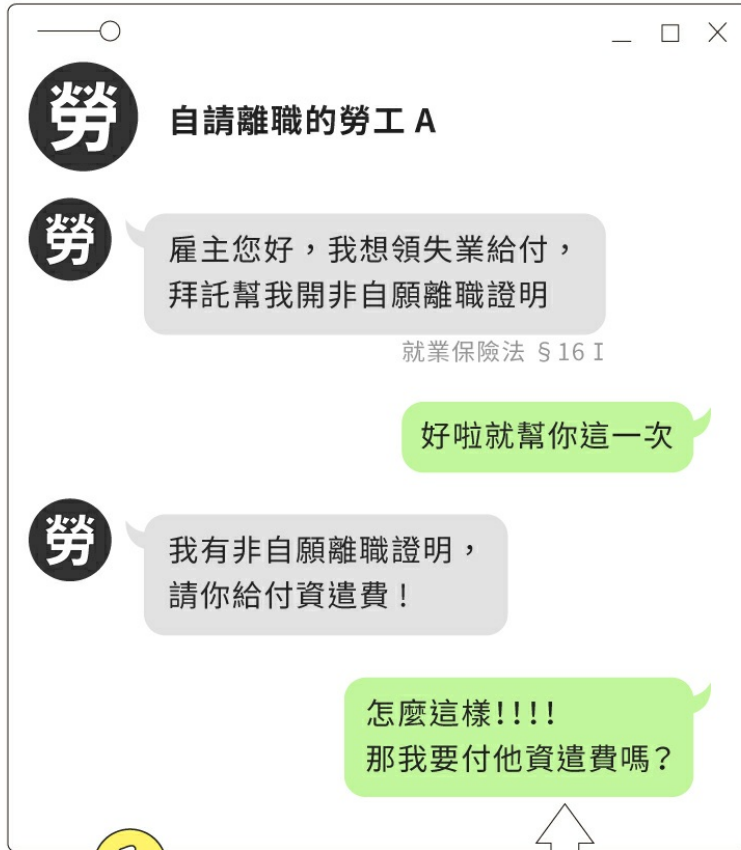 勞
自請離職的勞工 A
勞
雇主您好，我想領失業給付，
拜託幫我開非自願離職證明
就業保險法 §16 I
好啦就幫你這一次
勞
我有非自願離職證明，
請你給付資遣費！
怎麼這樣!!!!
那我要付他資遣費嗎？